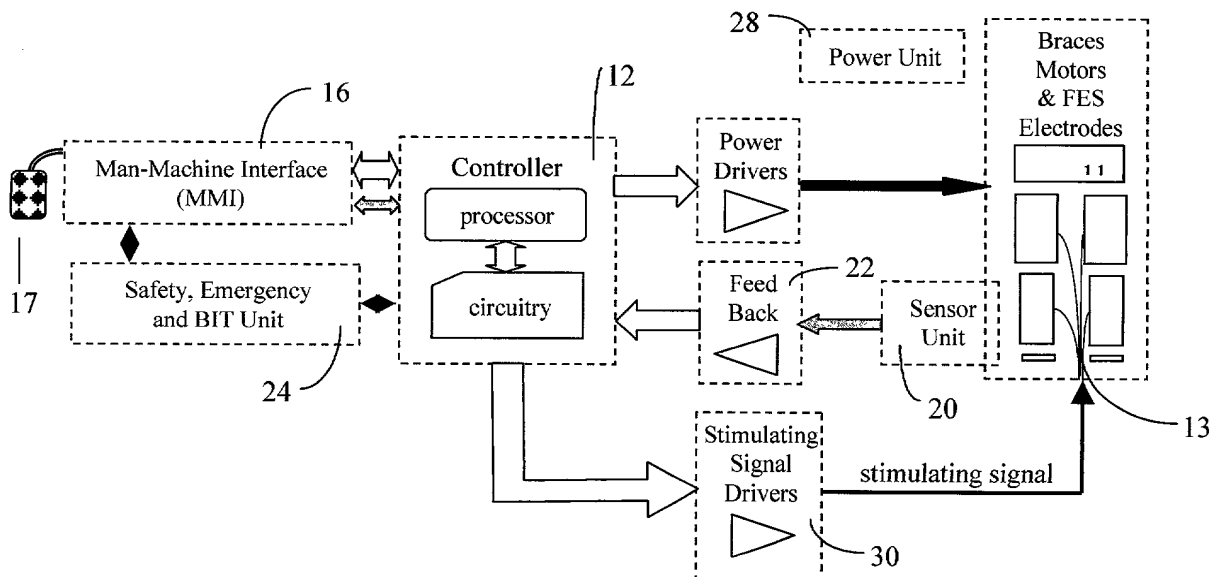 28
Power Unit
Braces
Motors
& FES
Electrodes
11
12
16
Man-Machine Interface
(MMI)
Controller
processor
circuitry
Power
Drivers
17
Safety, Emergency
and BIT Unit
24
Feed
Back
22
Sensor
Unit
20
13
Stimulating
Signal
Drivers
30
stimulating signal